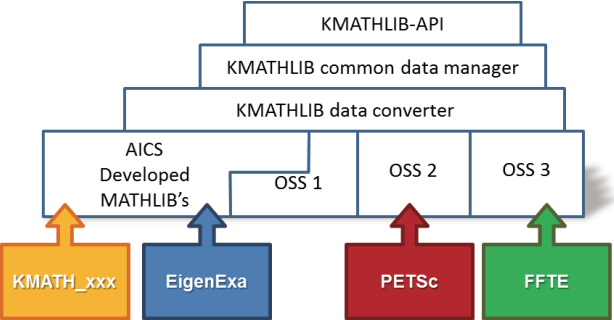 KMATHLIB-API
KMATHLIB common data manager
KMATHLIB data converter
AICS
Developed
MATHLIB's
OSS 1
OSS 2
OSS 3
KMATH_xxx
EigenExa
PETSc
FFTE